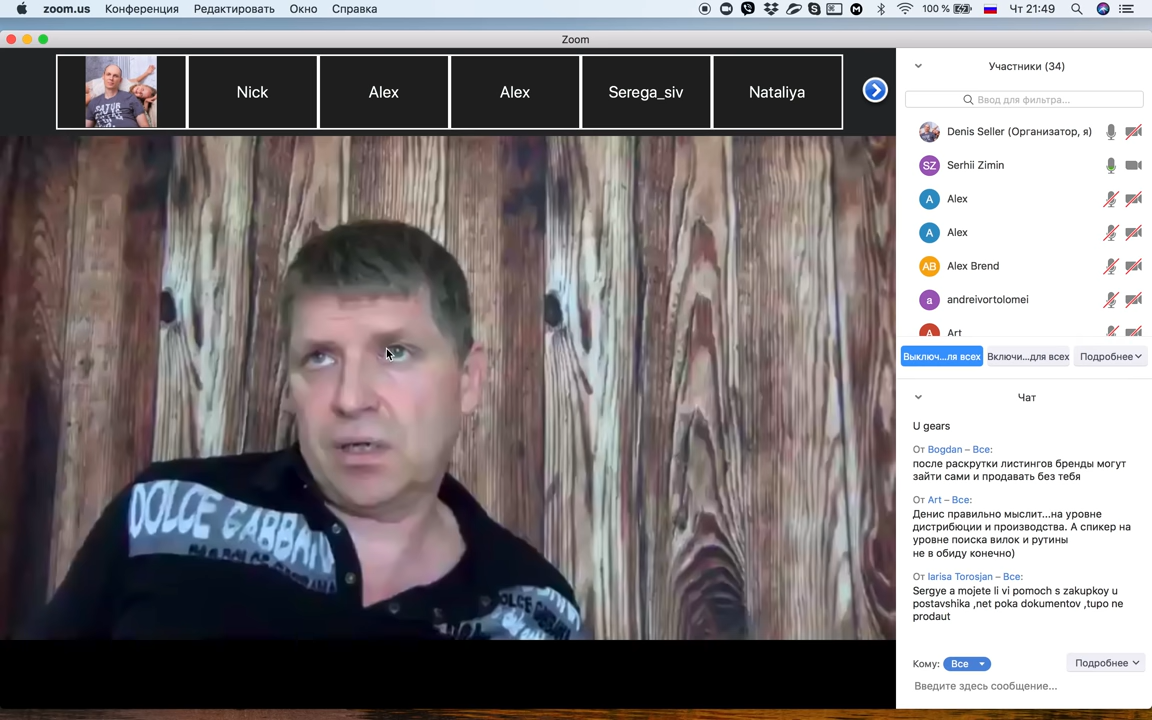 zoom.us Конференция Редактировать Окно Справка
100 % Чт 21:49
Zoom
Nick
Alex
Alex
Serega_siv
Nataliya
Участники (34)
Ввод для фильтра...
Denis Seller (Организатор, я)
SZ Serhii Zimin
A Alex
A Alex
AB Alex Brend
a andreivortolomei
A Art
Выключ...ля всех Включи...для всех Подробнее
Чат
U gears
От Bogdan – Все:
после раскрутки листингов бренды могут
зайти сами и продавать без тебя
От Art – Все:
Денис правильно мыслит...на уровне
дистрибюции и производства. А спикер на
уровне поиска вилок и рутины
не в обиду конечно)
От larisa Torosjan – Все:
Sergye a mojete li vi pomoch s zakupkoy u
postavshika ,net poka dokumentov ,tupo ne
prodaut
Кому: Все Подробнее
Введите здесь сообщение...
DOLCE GABBAN